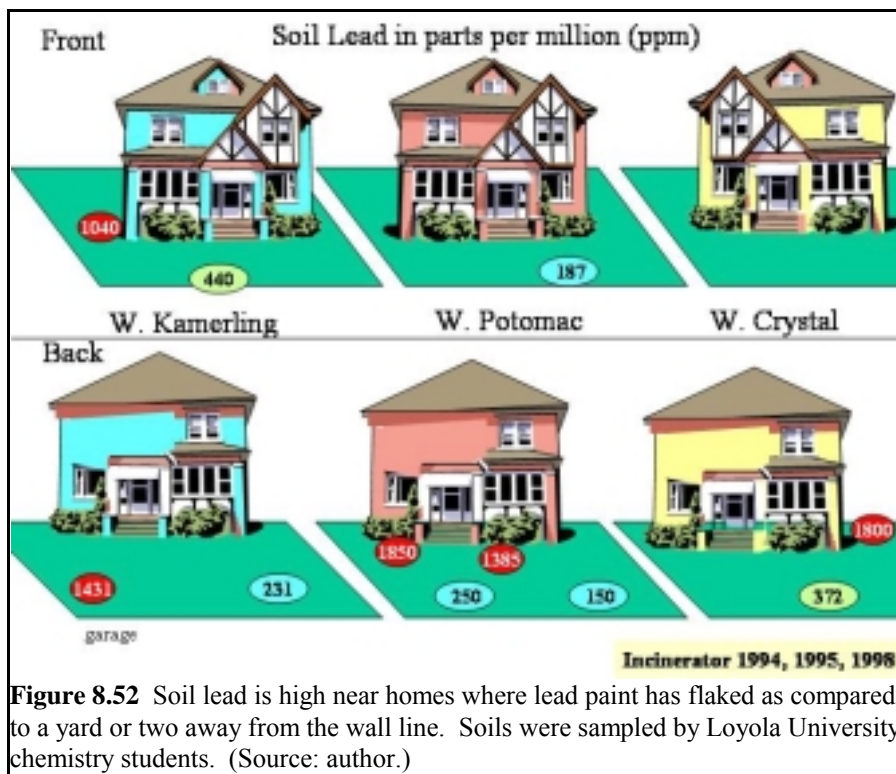 Front
Soil Lead in parts per million (ppm)
1040
440
187
W. Kamerling
W. Potomac
W. Crystal
Back
1431
231
1850
1385
250
150
1800
372
garage
Incinerator 1994, 1995, 1998
Figure 8.52 Soil lead is high near homes where lead paint has flaked as compared
to a yard or two away from the wall line. Soils were sampled by Loyola University
chemistry students. (Source: author.)